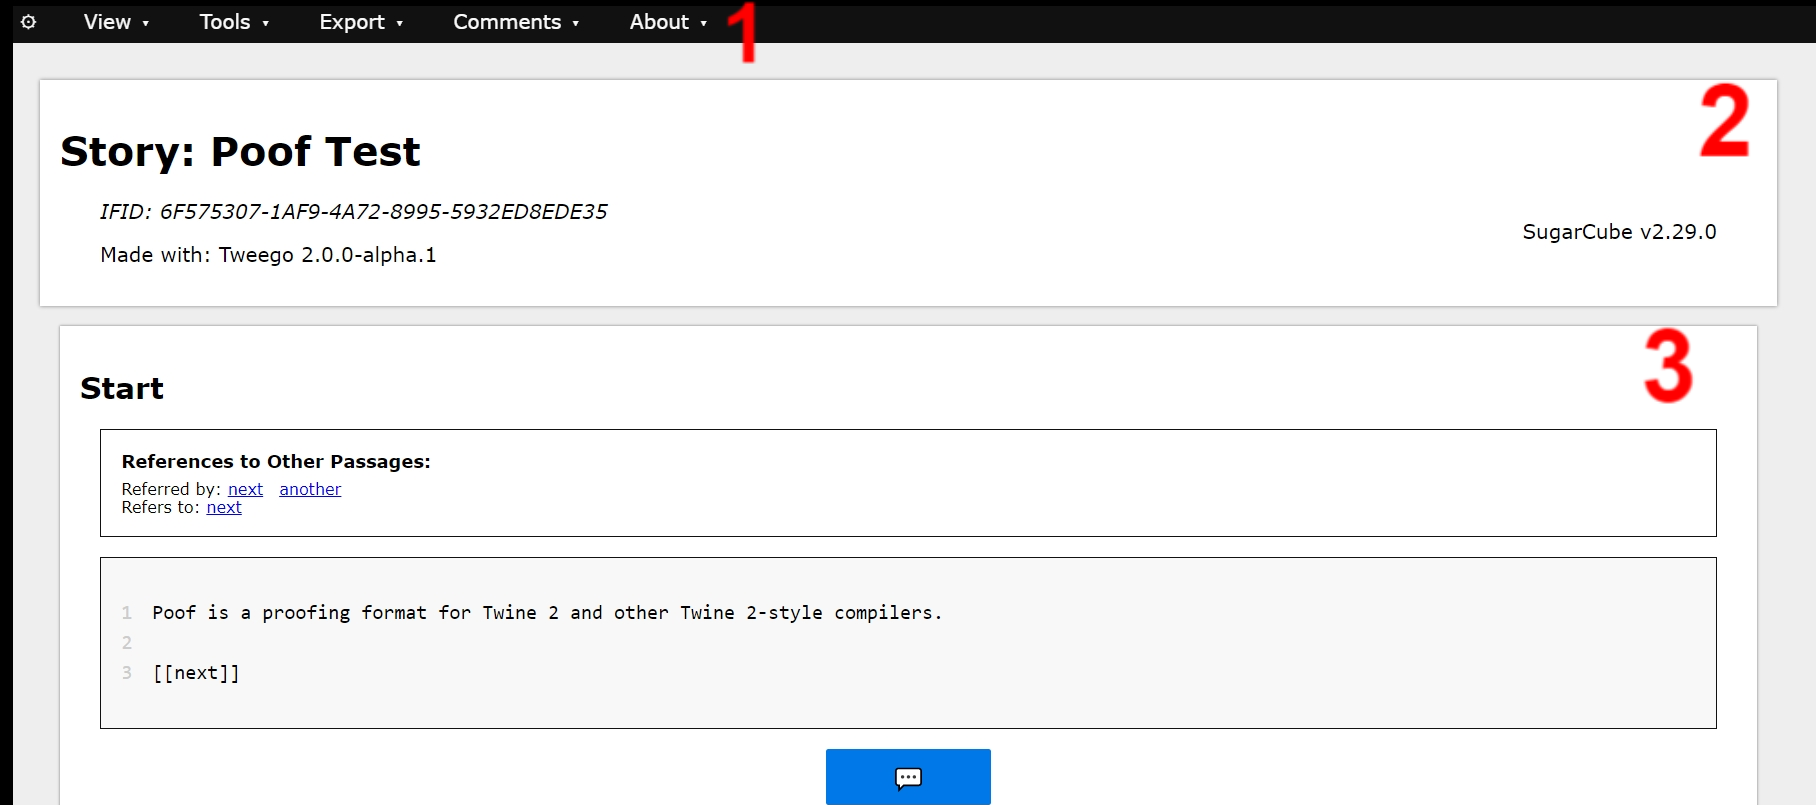 View ▾ Tools ▾ Export ▾ Comments ▾ About ▾ 1
2
Story: Poof Test
IFID: 6F575307-1AF9-4A72-8995-5932ED8EDE35
SugarCube v2.29.0
Made with: Tweego 2.0.0-alpha.1
3
Start
References to Other Passages:
Referred by: next another
Refers to: next
1 Poof is a proofing format for Twine 2 and other Twine 2-style compilers.
2
3 [[next]]